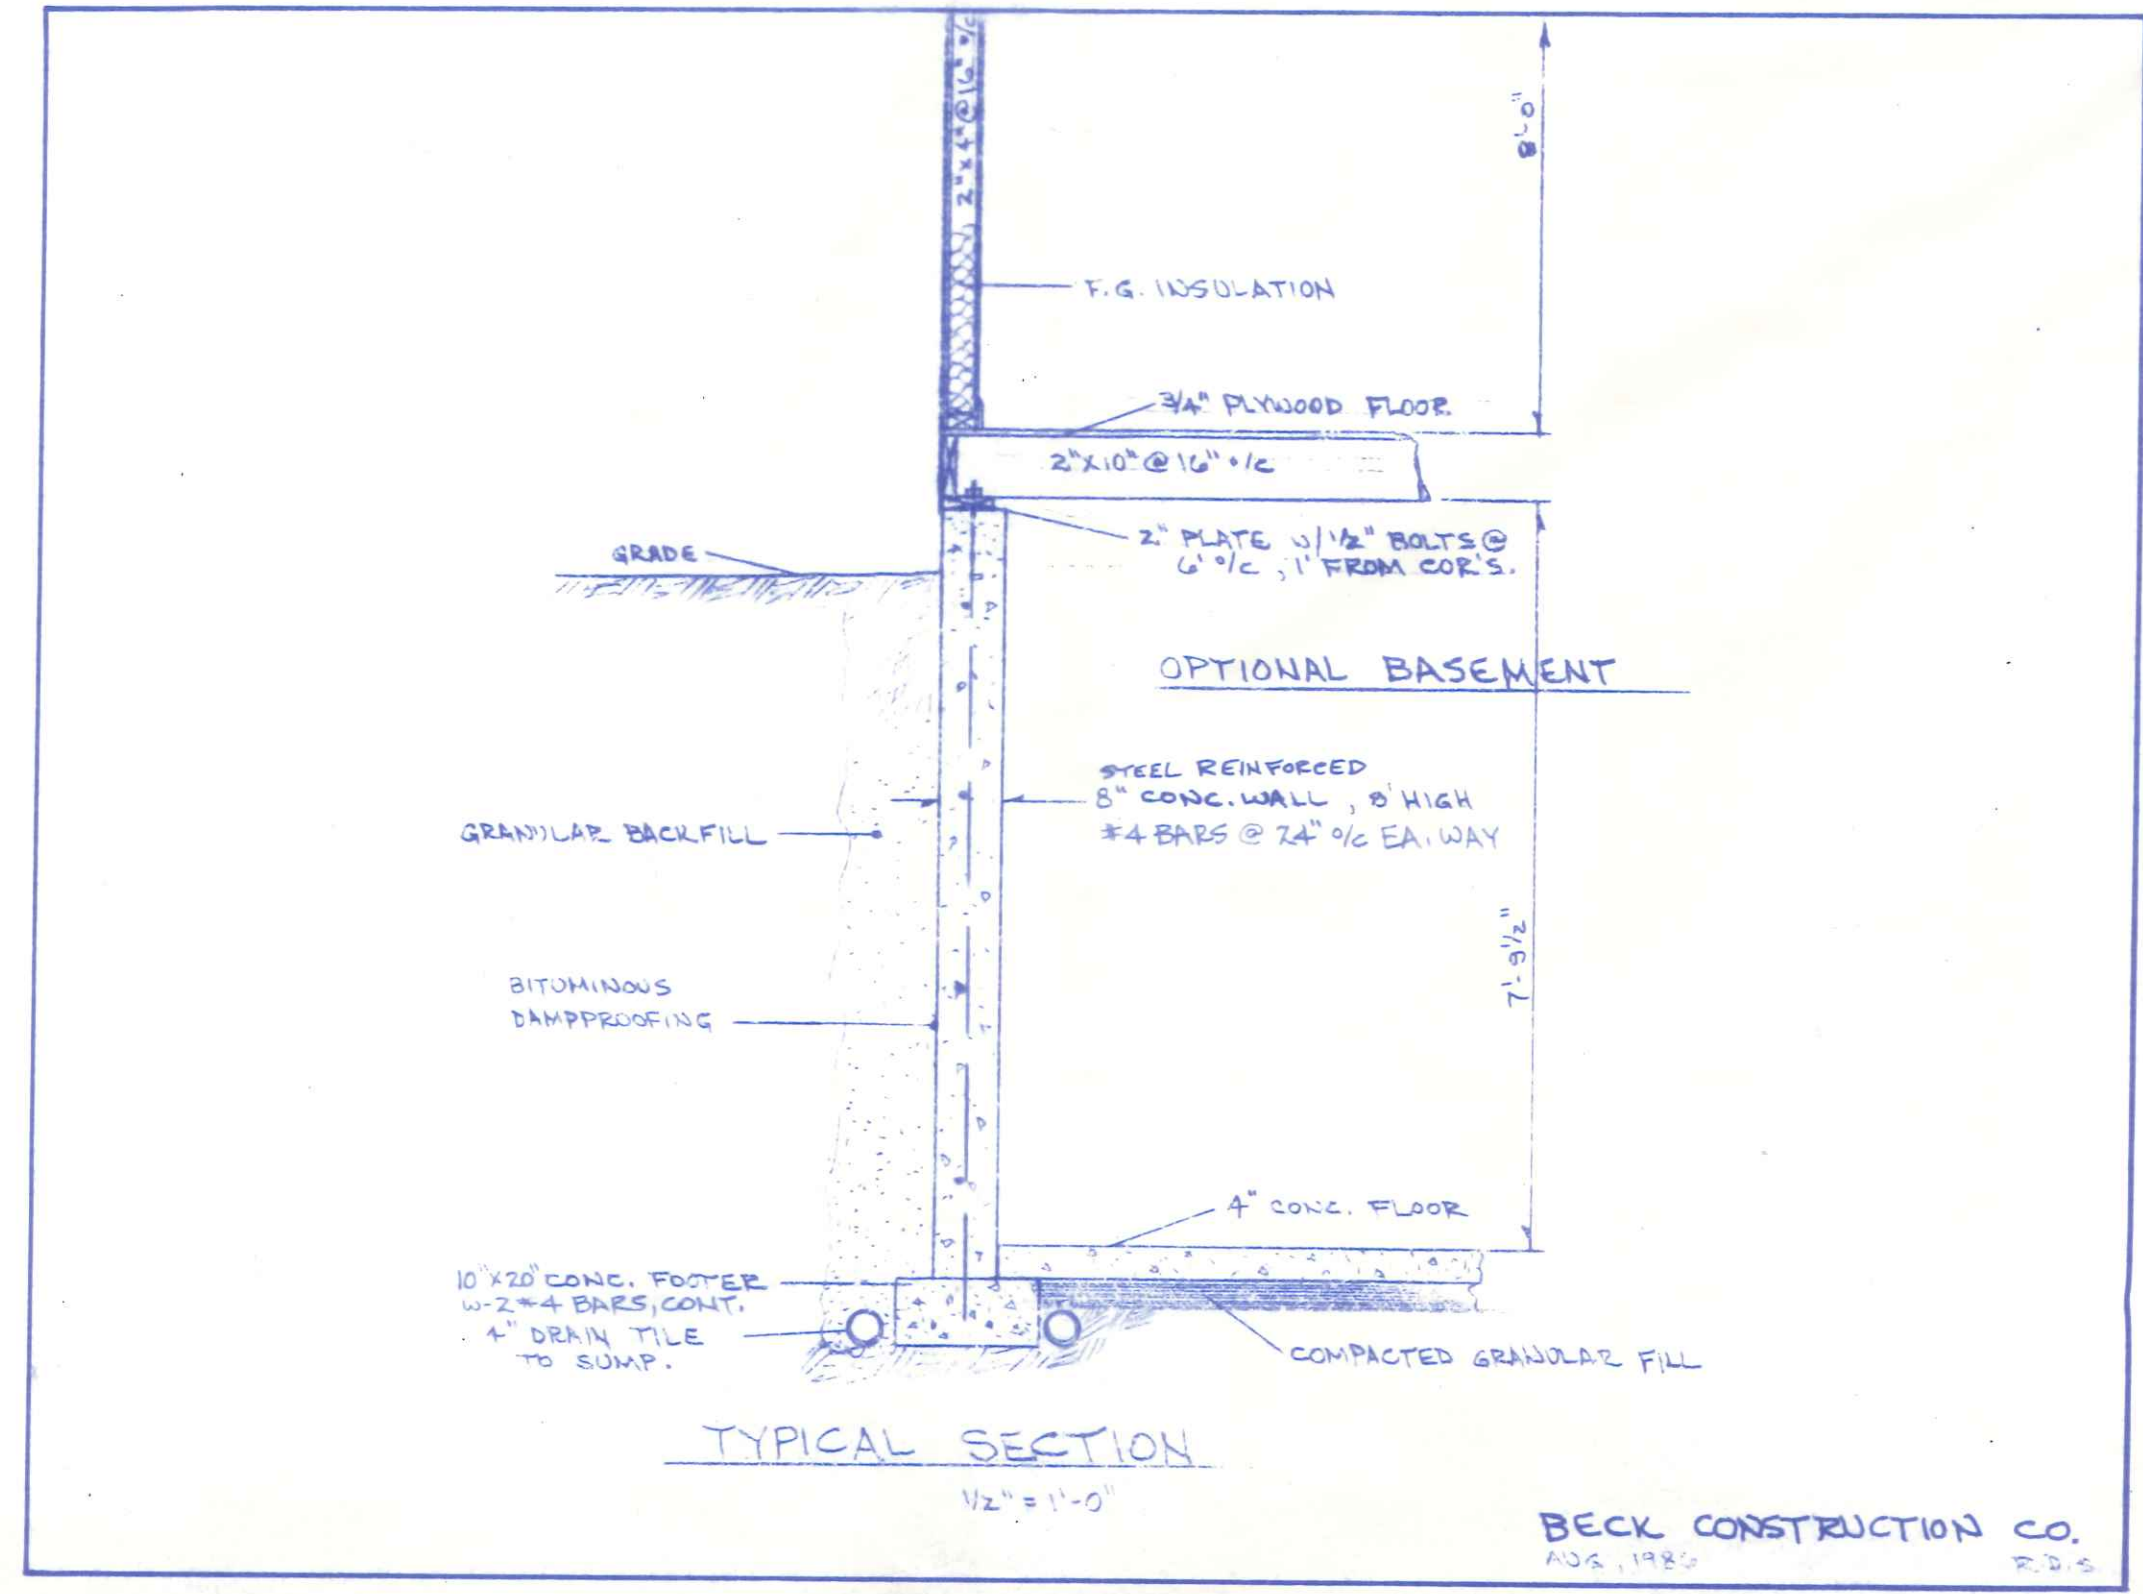 2"x4"@16" o/c
8'-0"
F.G. INSULATION
3/4" PLYWOOD FLOOR.
2"X10"@16" o/c
2" PLATE w/ 1/2" BOLTS @
6' o/c, 1' FROM COR'S.
GRADE
OPTIONAL BASEMENT
STEEL REINFORCED
8" CONC. WALL, 8' HIGH
#4 BARS @ 24" o/c EA. WAY
GRANULAR BACKFILL
7'-9 1/2"
BITUMINOUS
DAMPPROOFING
4" CONC. FLOOR
10"X20" CONC. FOOTER
W-2 #4 BARS, CONT.
4" DRAIN TILE
TO SUMP.
COMPACTED GRANULAR FILL
TYPICAL SECTION
1/2" = 1'-0"
BECK CONSTRUCTION CO.
AUG, R.D.S